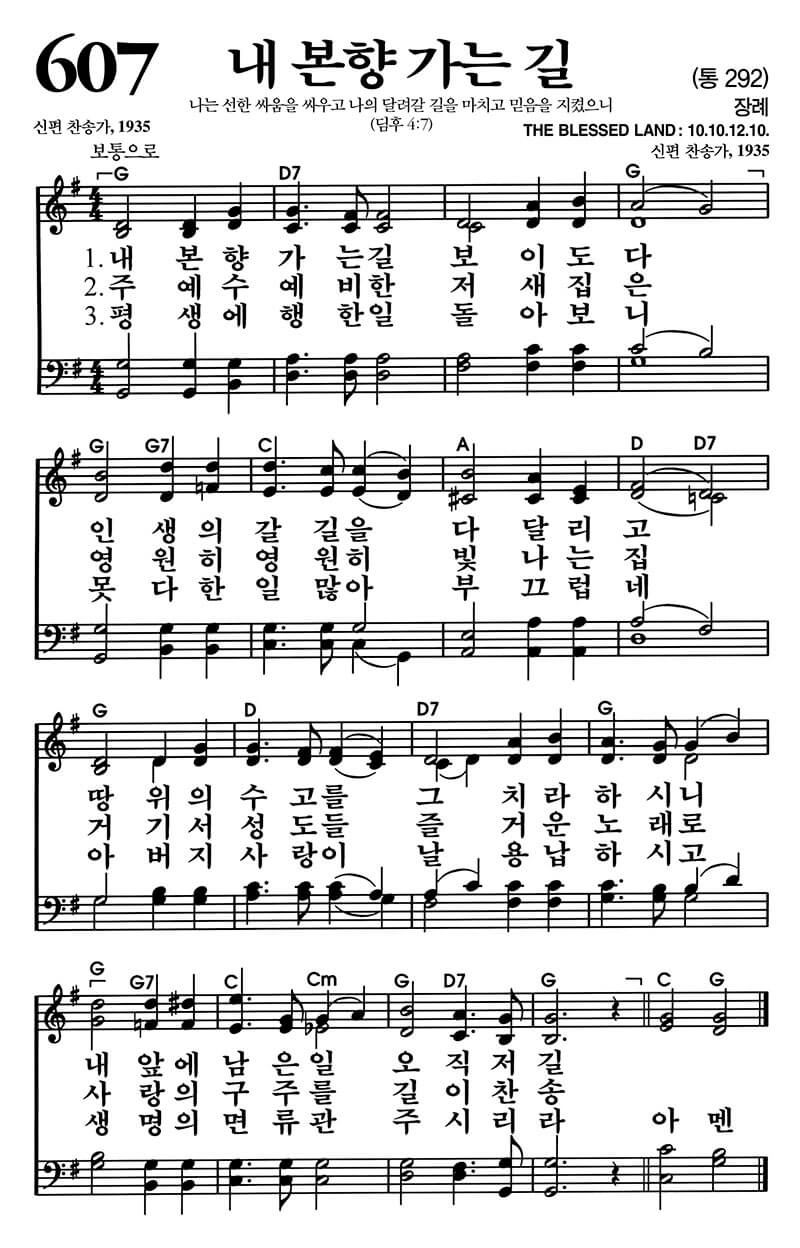 607 내 본향 가는 길 (통 292)
나는 선한 싸움을 싸우고 나의 달려갈 길을 마치고 믿음을 지켰으니 장례
신편 찬송가, 1935 (딤후 4:7) THE BLESSED LAND : 10.10.12.10.
보통으로 신편 찬송가, 1935
G D7 G
1. 내 본 향 가 는 길 보 이 도 다
2. 주 예 수 예 비 한 저 새 집 은
3. 평 생 에 행 한 일 돌 아 보 니
G G7 C A D D7
인 생 의 갈 길 을 다 달 리 고
영 원 히 영 원 히 빛 나 는 집
못 다 한 일 많 아 부 끄 럽 네
G D D7 G
땅 위 의 수 고 를 그 치 라 하 시 니
거 기 서 성 도 들 즐 거 운 노 래 로
아 버 지 사 랑 이 날 용 납 하 시 고
G G7 C Cm G D7 G C G
내 앞 에 남 은 일 오 직 저 길
사 랑 의 구 주 를 길 이 찬 송
생 명 의 면 류 관 주 시 리 라 아 멘